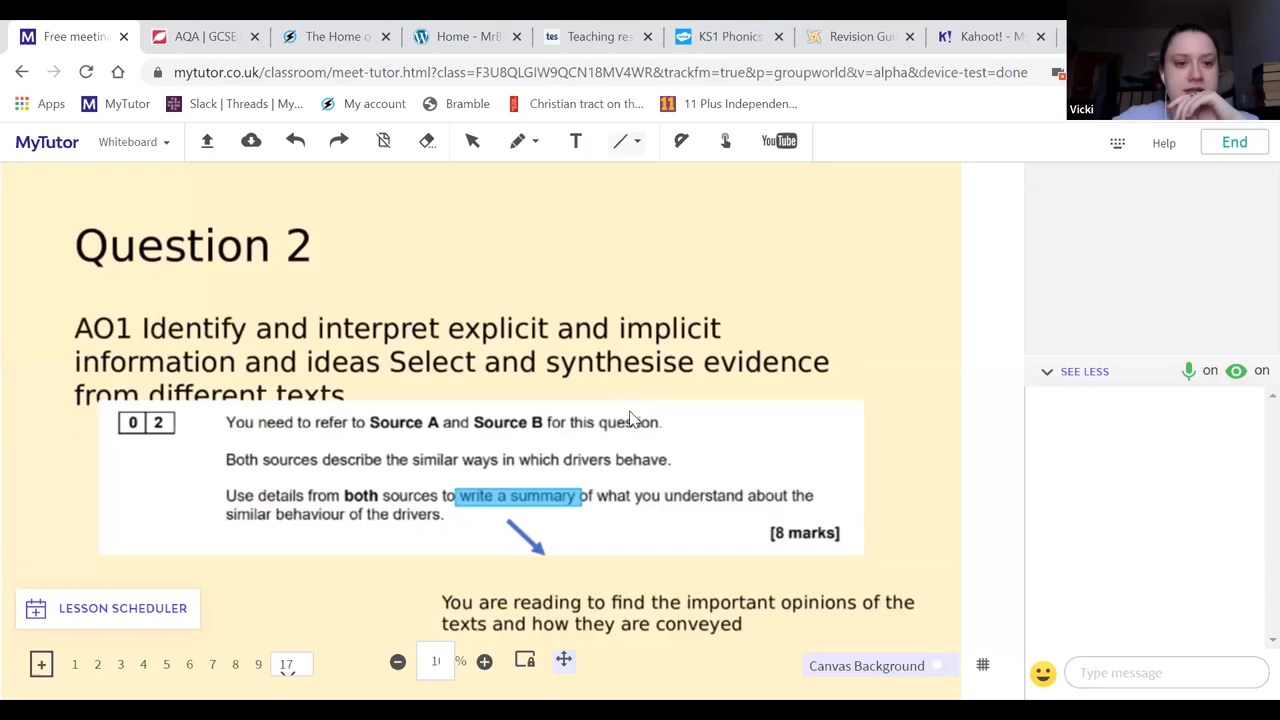 Free meetin
AQA | GCSE
The Home o
Home - MrB
tes Teaching res
KS1 Phonics
Revision Gui
Kahoot! - My
mytutor.co.uk/classroom/meet-tutor.html?class=F3U8QLGIW9QCN18MV4WR&trackfm=true&p=groupworld&v=alpha&device-test=done
Apps
MyTutor
Slack | Threads | My...
My account
Bramble
Christian tract on th...
11 Plus Independen...
Vicki
MyTutor
Whiteboard
T
YouTube
Help
End
Question 2
AO1 Identify and interpret explicit and implicit
information and ideas Select and synthesise evidence
from different texts
0 2
You need to refer to Source A and Source B for this question.
Both sources describe the similar ways in which drivers behave.
Use details from both sources to write a summary of what you understand about the
similar behaviour of the drivers.
[8 marks]
You are reading to find the important opinions of the
texts and how they are conveyed
LESSON SCHEDULER
1 2 3 4 5 6 7 8 9 17
%
Canvas Background
SEE LESS
on
on
Type message